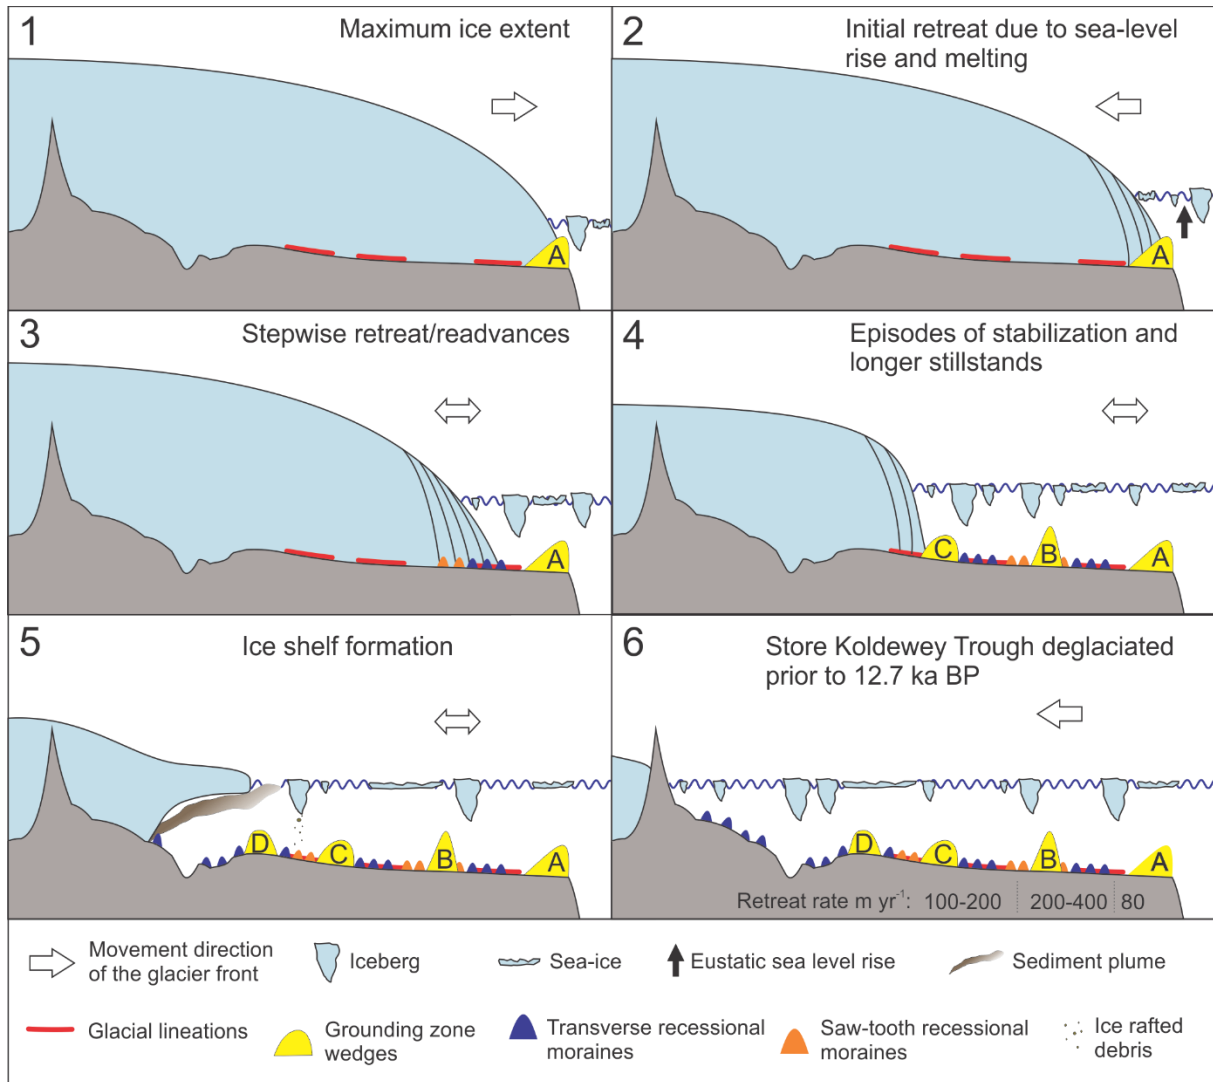 1
Maximum ice extent
A
2
Initial retreat due to sea-level
rise and melting
A
3
Stepwise retreat/readvances
A
4
Episodes of stabilization and
longer stillstands
C
B
A
5
Ice shelf formation
D
C
B
A
6
Store Koldewey Trough deglaciated
prior to 12.7 ka BP
D
C
B
A
Retreat rate m yr⁻¹: 100-200 200-400 80
Movement direction
of the glacier front
Iceberg
Sea-ice
Eustatic sea level rise
Sediment plume
Glacial lineations
Grounding zone
wedges
Transverse recessional
moraines
Saw-tooth recessional
moraines
Ice rafted
debris